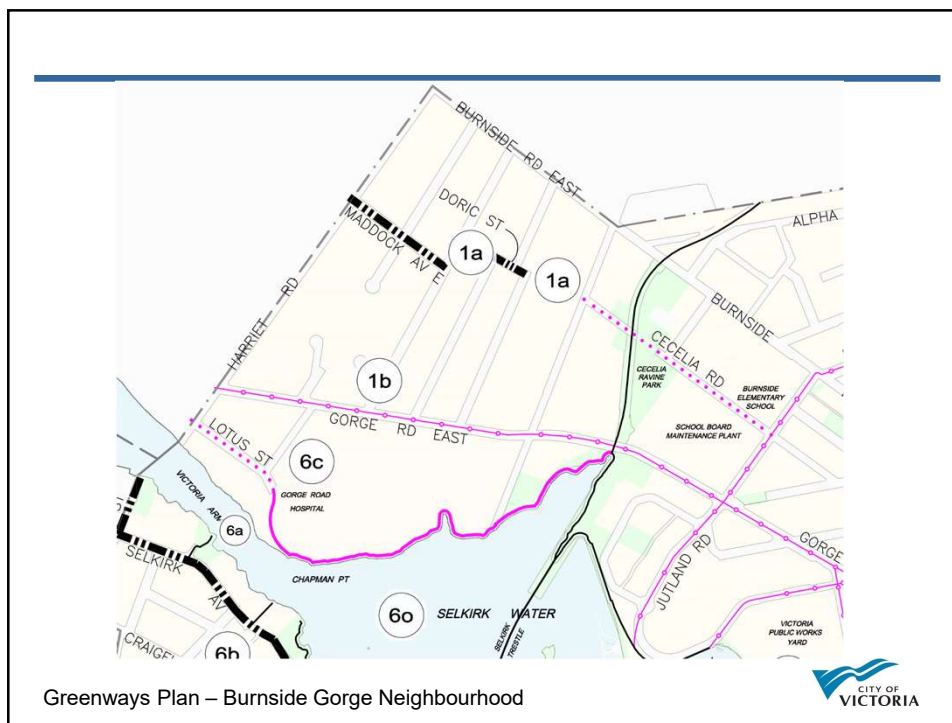 BURNSIDE RD EAST
DORIC ST
ALPHA
MADDOCK AV E
1a
1a
BURNSIDE
HARRIET RD
CECELIA RD
CECELIA
RAVINE
PARK
BURNSIDE
ELEMENTARY
SCHOOL
1b
SCHOOL BOARD
MAINTENANCE PLANT
GORGE RD EAST
LOTUS ST
6c
GORGE ROAD
HOSPITAL
VICTORIA ARM
6a
GORGE
SELKIRK AV
CHAPMAN PT
JUTLAND RD
6o
SELKIRK WATER
SELKIRK
TRESTLE
VICTORIA
PUBLIC WORKS
YARD
CRAIGFL
6b
Greenways Plan – Burnside Gorge Neighbourhood
CITY OF
VICTORIA